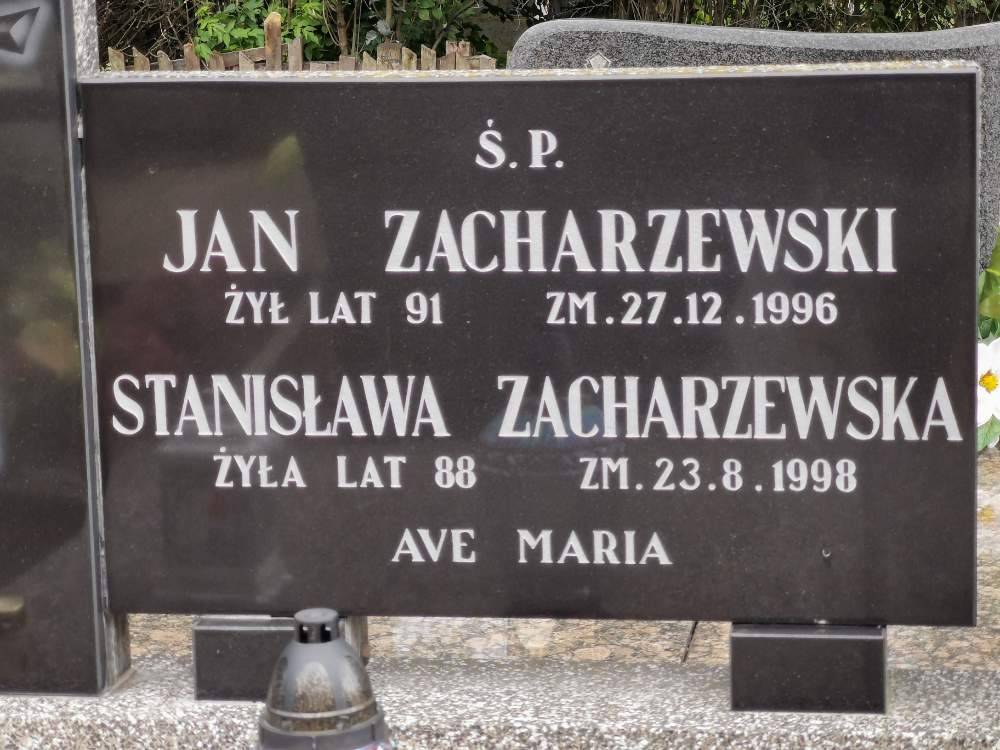 Ś.P.
JAN ZACHARZEWSKI
ŻYŁ LAT 91 ZM.27.12.1996
STANISŁAWA ZACHARZEWSKA
ŻYŁA LAT 88 ZM.23.8.1998
AVE MARIA